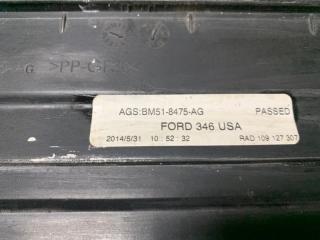 G >PP-GF
AGS:BM51-8475-AG PASSED
FORD 346 USA
2014/5/31 10:52:32 RAD 109 127 307